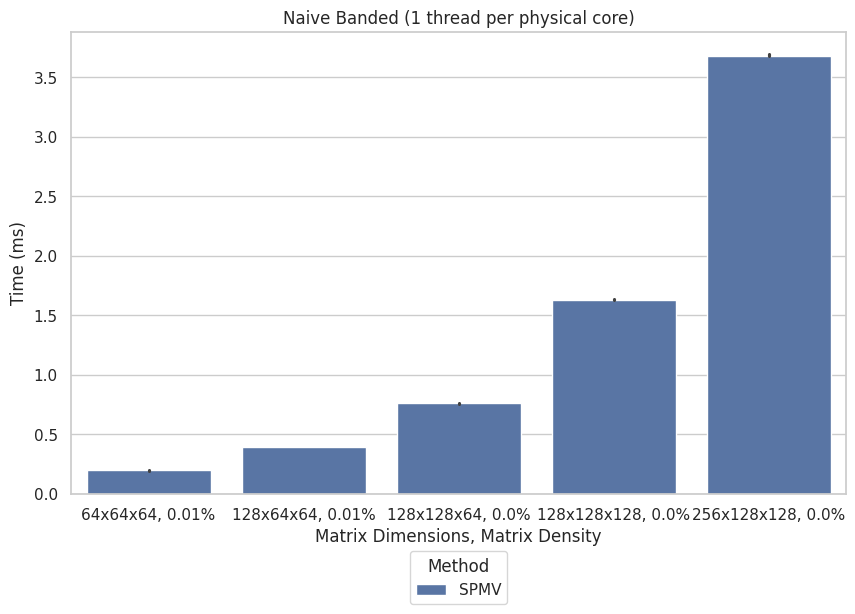 Naive Banded (1 thread per physical core)
Time (ms)
3.5
3.0
2.5
2.0
1.5
1.0
0.5
0.0
64x64x64, 0.01%
128x64x64, 0.01%
128x128x64, 0.0%
128x128x128, 0.0%
256x128x128, 0.0%
Matrix Dimensions, Matrix Density
Method
SPMV